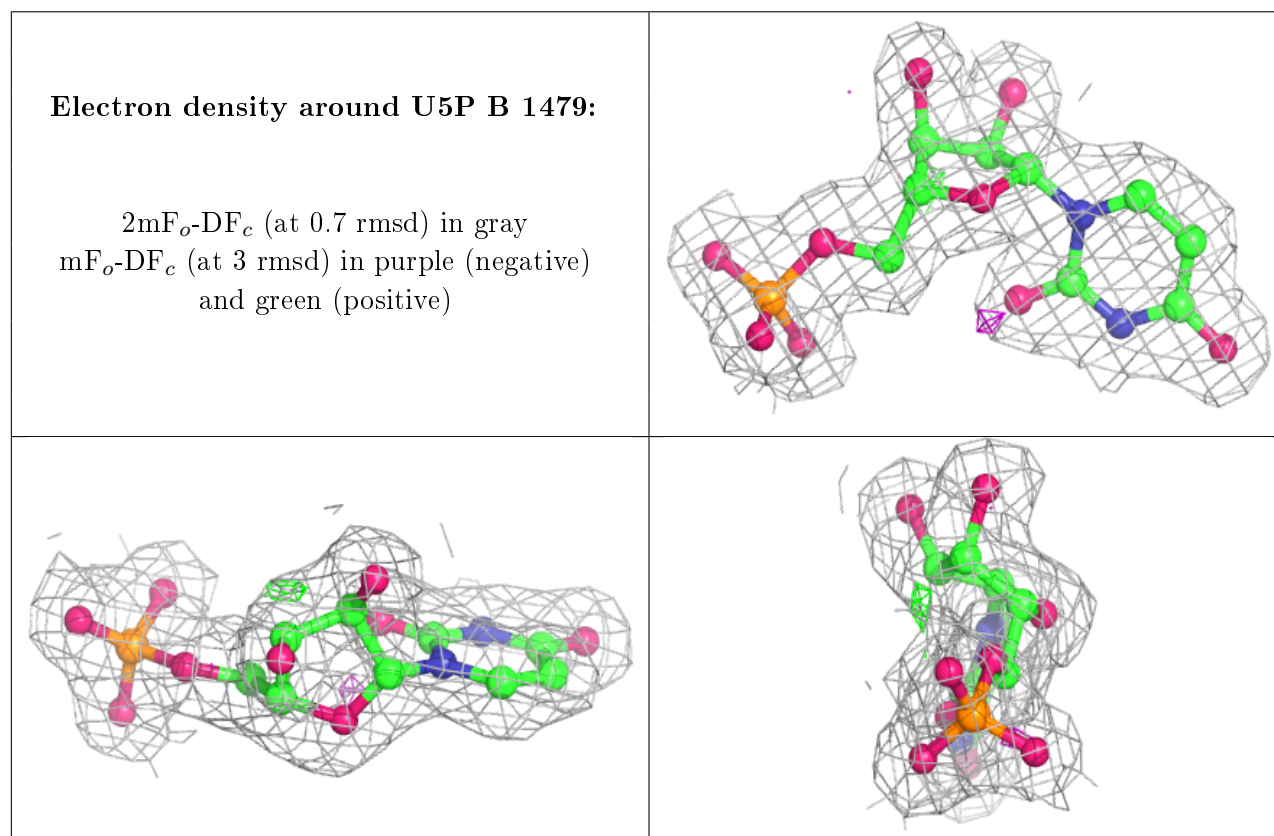 Electron density around U5P B 1479:
2mFo-DFc (at 0.7 rmsd) in gray
mFo-DFc (at 3 rmsd) in purple (negative)
and green (positive)